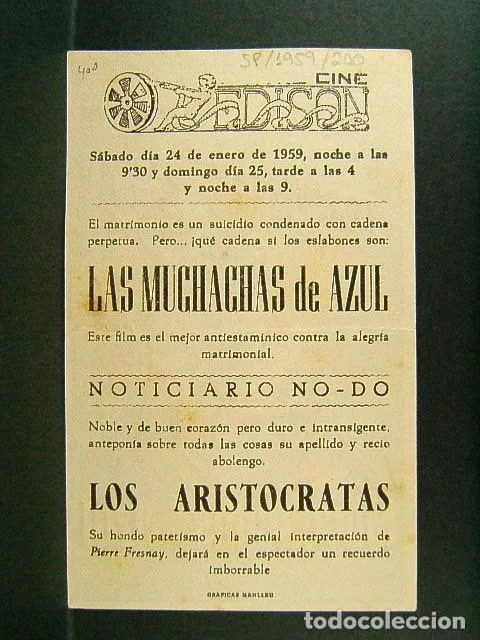 400
SP/1959/200
CINE
EDISON
Sábado día 24 de enero de 1959, noche a las
9'30 y domingo día 25, tarde a las 4
y noche a las 9.
El matrimonio es un suicidio condenado con cadena
perpetua. Pero... ¡qué cadena si los eslabones son:
LAS MUCHACHAS de AZUL
Este film es el mejor antiestamínico contra la alegría
matrimonial.
NOTICIARIO NO-DO
Noble y de buen corazón pero duro e intransigente,
anteponía sobre todas las cosas su apellido y recio
abolengo.
LOS ARISTOCRATAS
Su hondo patetismo y la genial interpretación de
Pierre Fresnay, dejará en el espectador un recuerdo
imborrable
GRAFICAS MANLLEU
todocoleccion